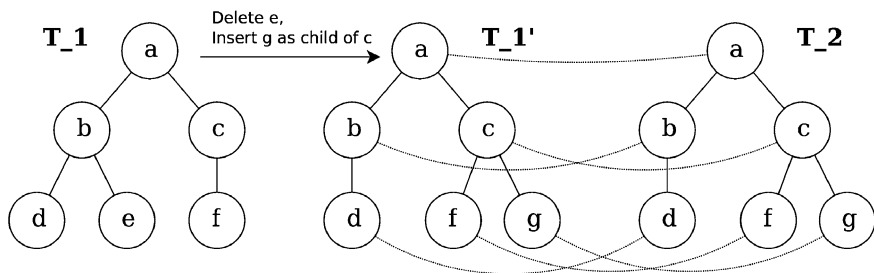 Delete e,
Insert g as child of c
T_1 a T_1' a a T_2
b c b c b c
d e f d f g d f g